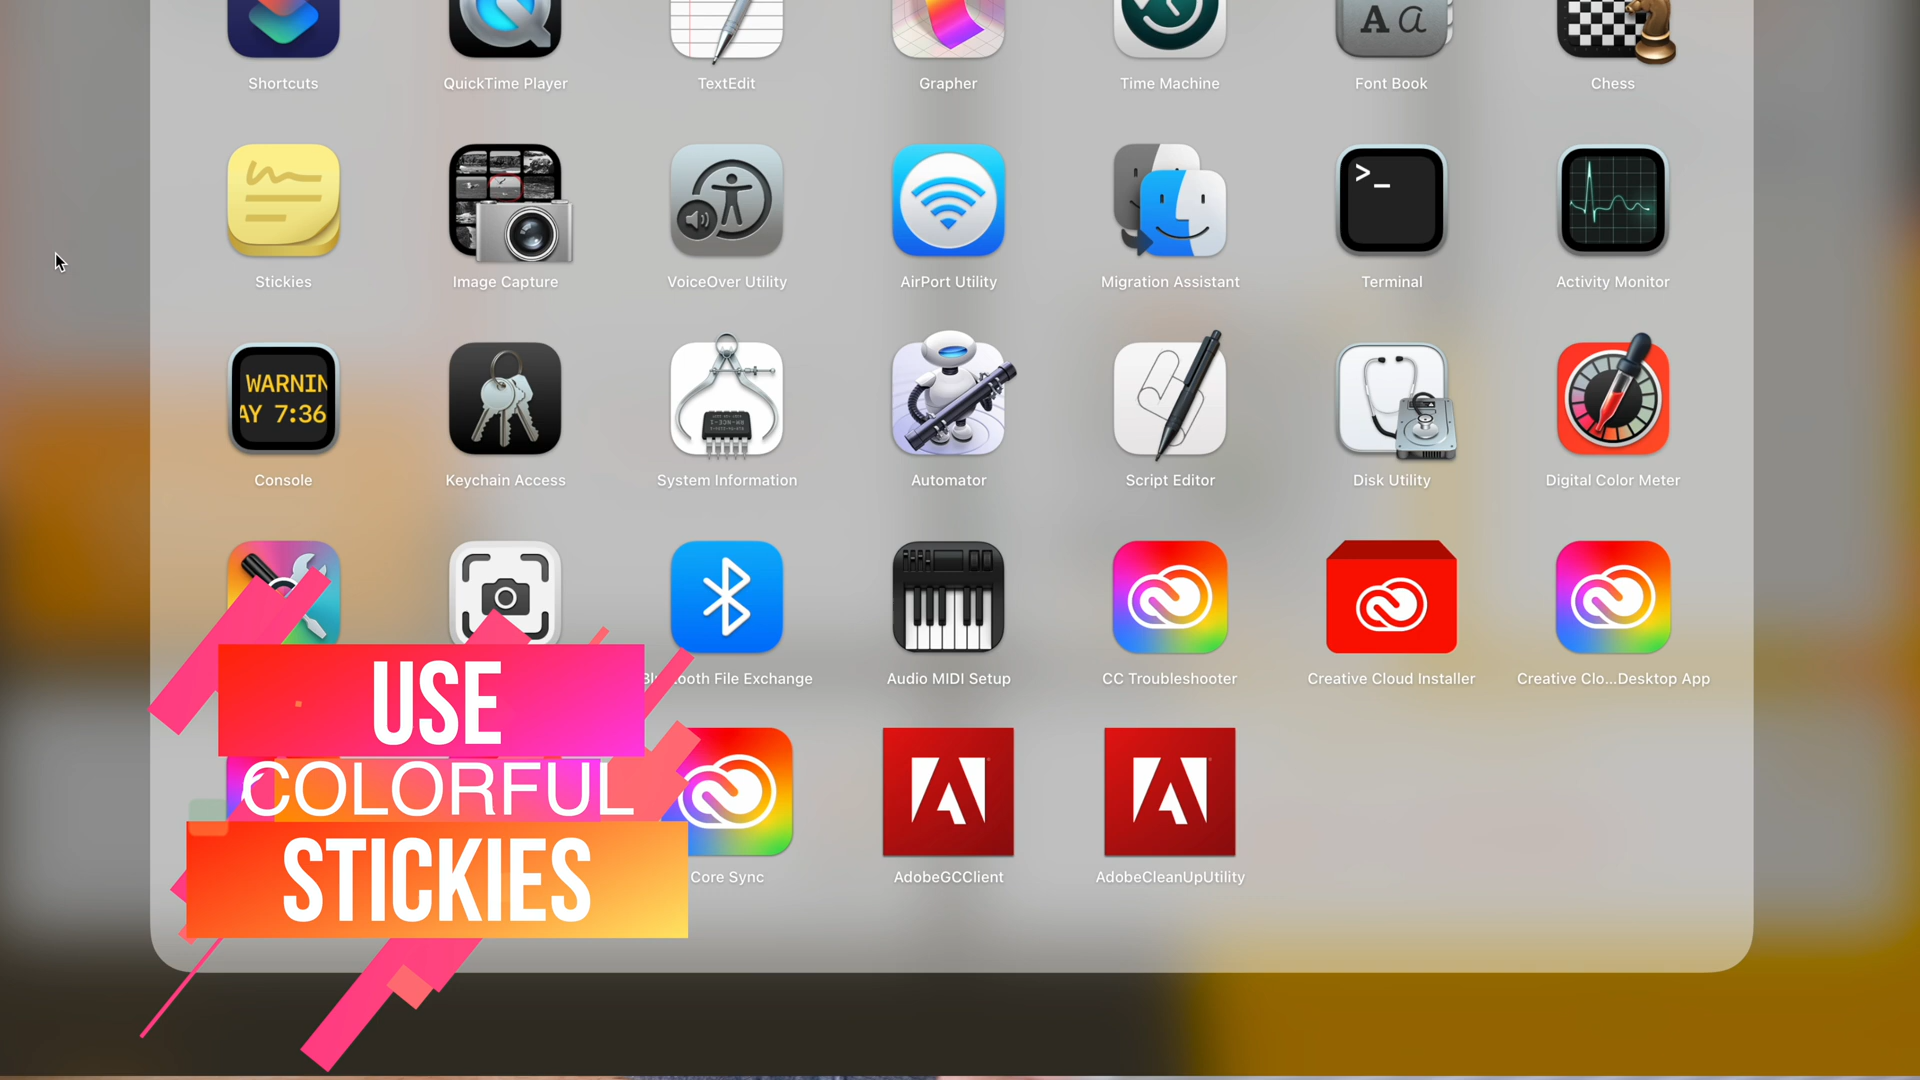 Aa
Shortcuts
QuickTime Player
TextEdit
Grapher
Time Machine
Font Book
Chess
>_
Stickies
Image Capture
VoiceOver Utility
AirPort Utility
Migration Assistant
Terminal
Activity Monitor
WARNIN
AY 7:36
Console
Keychain Access
System Information
Automator
Script Editor
Disk Utility
Digital Color Meter
File Exchange
Audio MIDI Setup
CC Troubleshooter
Creative Cloud Installer
Creative Clo...Desktop App
USE
COLORFUL
STICKIES
Core Sync
AdobeGCClient
AdobeCleanUpUtility